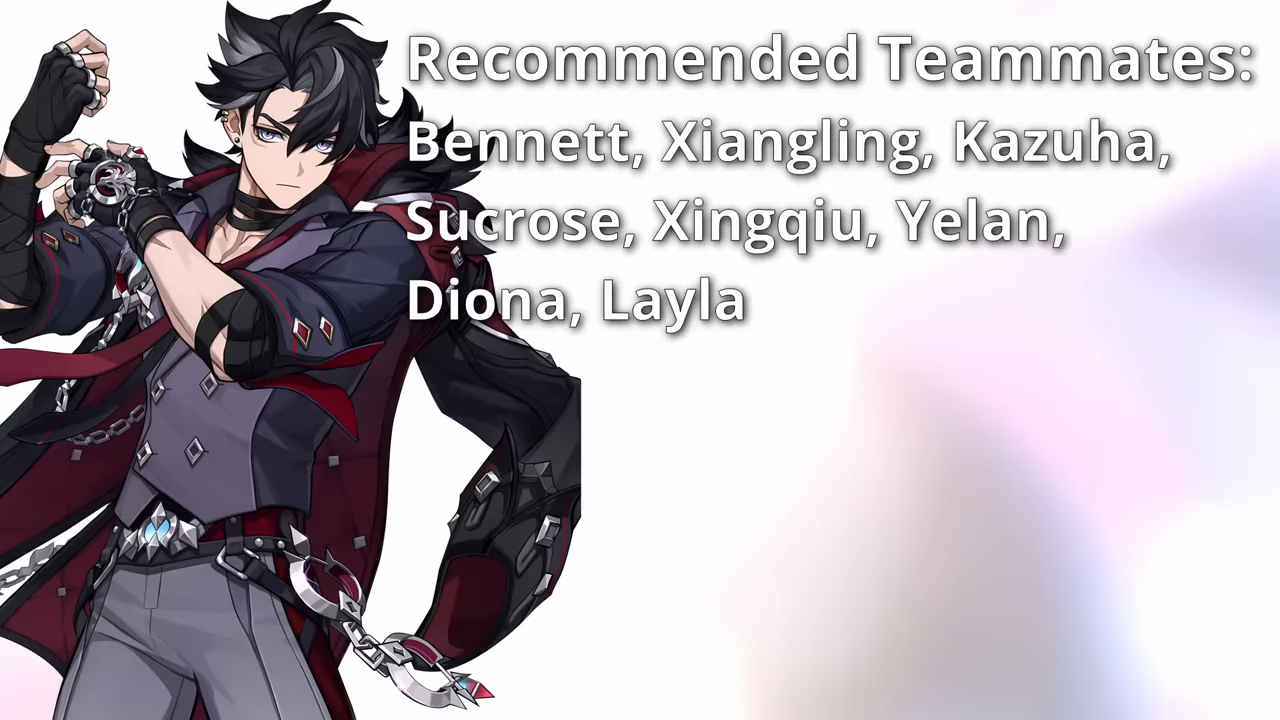 Recommended Teammates:
Bennett, Xiangling, Kazuha,
Sucrose, Xingqiu, Yelan,
Diona, Layla